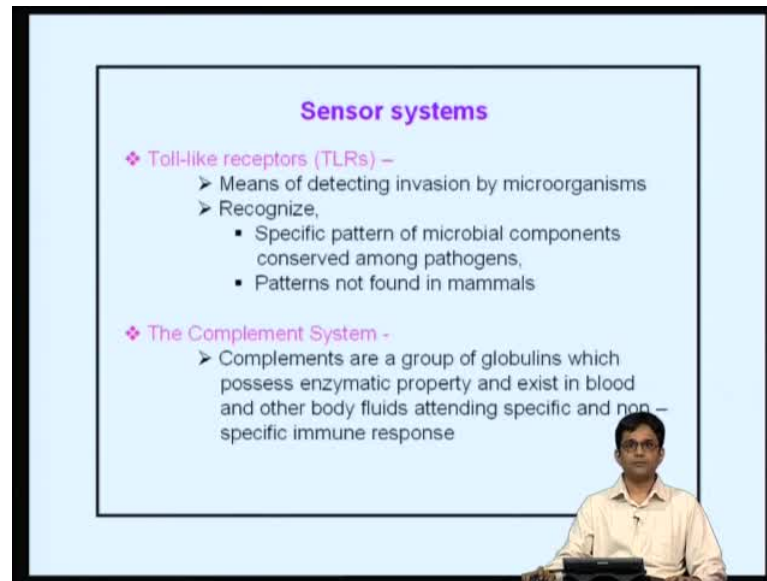 Sensor systems
❖ Toll-like receptors (TLRs) –
➢ Means of detecting invasion by microorganisms
➢ Recognize,
▪ Specific pattern of microbial components
conserved among pathogens,
▪ Patterns not found in mammals
❖ The Complement System -
➢ Complements are a group of globulins which
possess enzymatic property and exist in blood
and other body fluids attending specific and non –
specific immune response